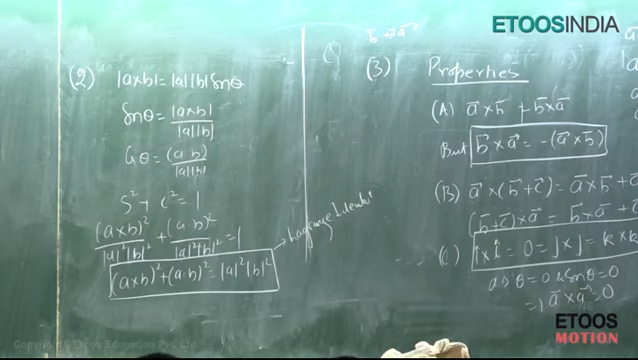 ETOOSINDIA
(2) |a×b| = |a||b| sinθ
sinθ = |a×b| / |a||b|
Cosθ = (a·b) / |a||b|
S² + C² = 1
(a×b)² / |a|²|b|² + (a·b)² / |a|²|b|² = 1
(a×b)² + (a·b)² = |a|²|b|² → Lagrange Identity
(3) Properties
(A) a⃗ × b⃗ ≠ b⃗ × a⃗
But b⃗ × a⃗ = -(a⃗ × b⃗)
(B) a⃗ × (b⃗ + c⃗) = a⃗ × b⃗ + a⃗
(b⃗ + c⃗) × a⃗ = b⃗ × a⃗ +
(C) î × î = 0 = j × j = k × k
as θ = 0 & sinθ = 0
⇒ a⃗ × a⃗ = 0
Copyright © Etoos Education Pvt. Ltd.
ETOOS
MOTION